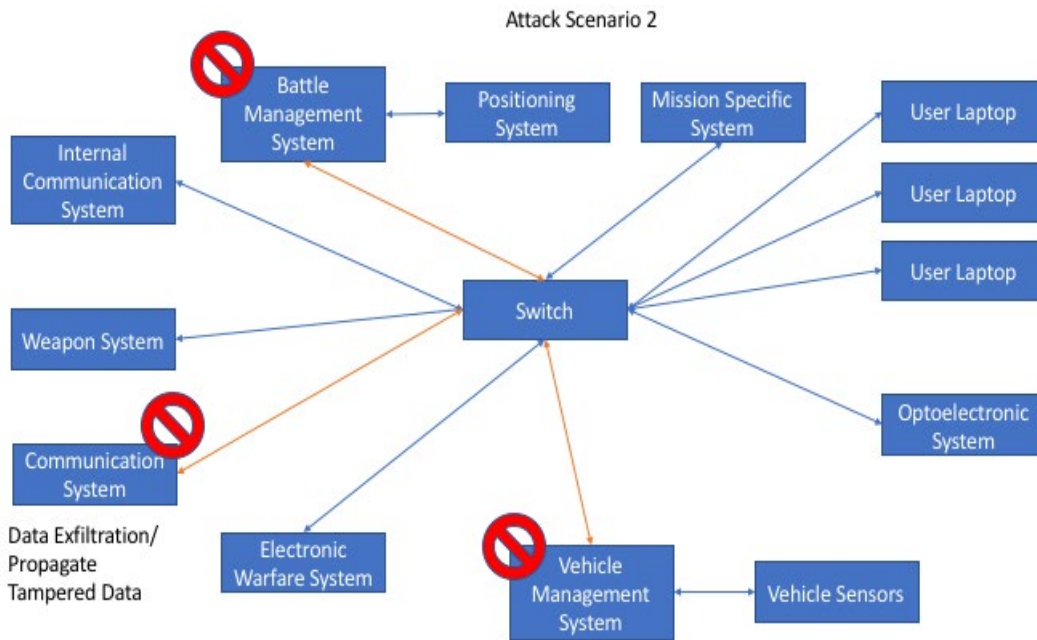 Attack Scenario 2
Battle
Management
System
Positioning
System
Mission Specific
System
User Laptop
Internal
Communication
System
User Laptop
User Laptop
Switch
Weapon System
Optoelectronic
System
Communication
System
Data Exfiltration/
Propagate
Tampered Data
Electronic
Warfare System
Vehicle
Management
System
Vehicle Sensors